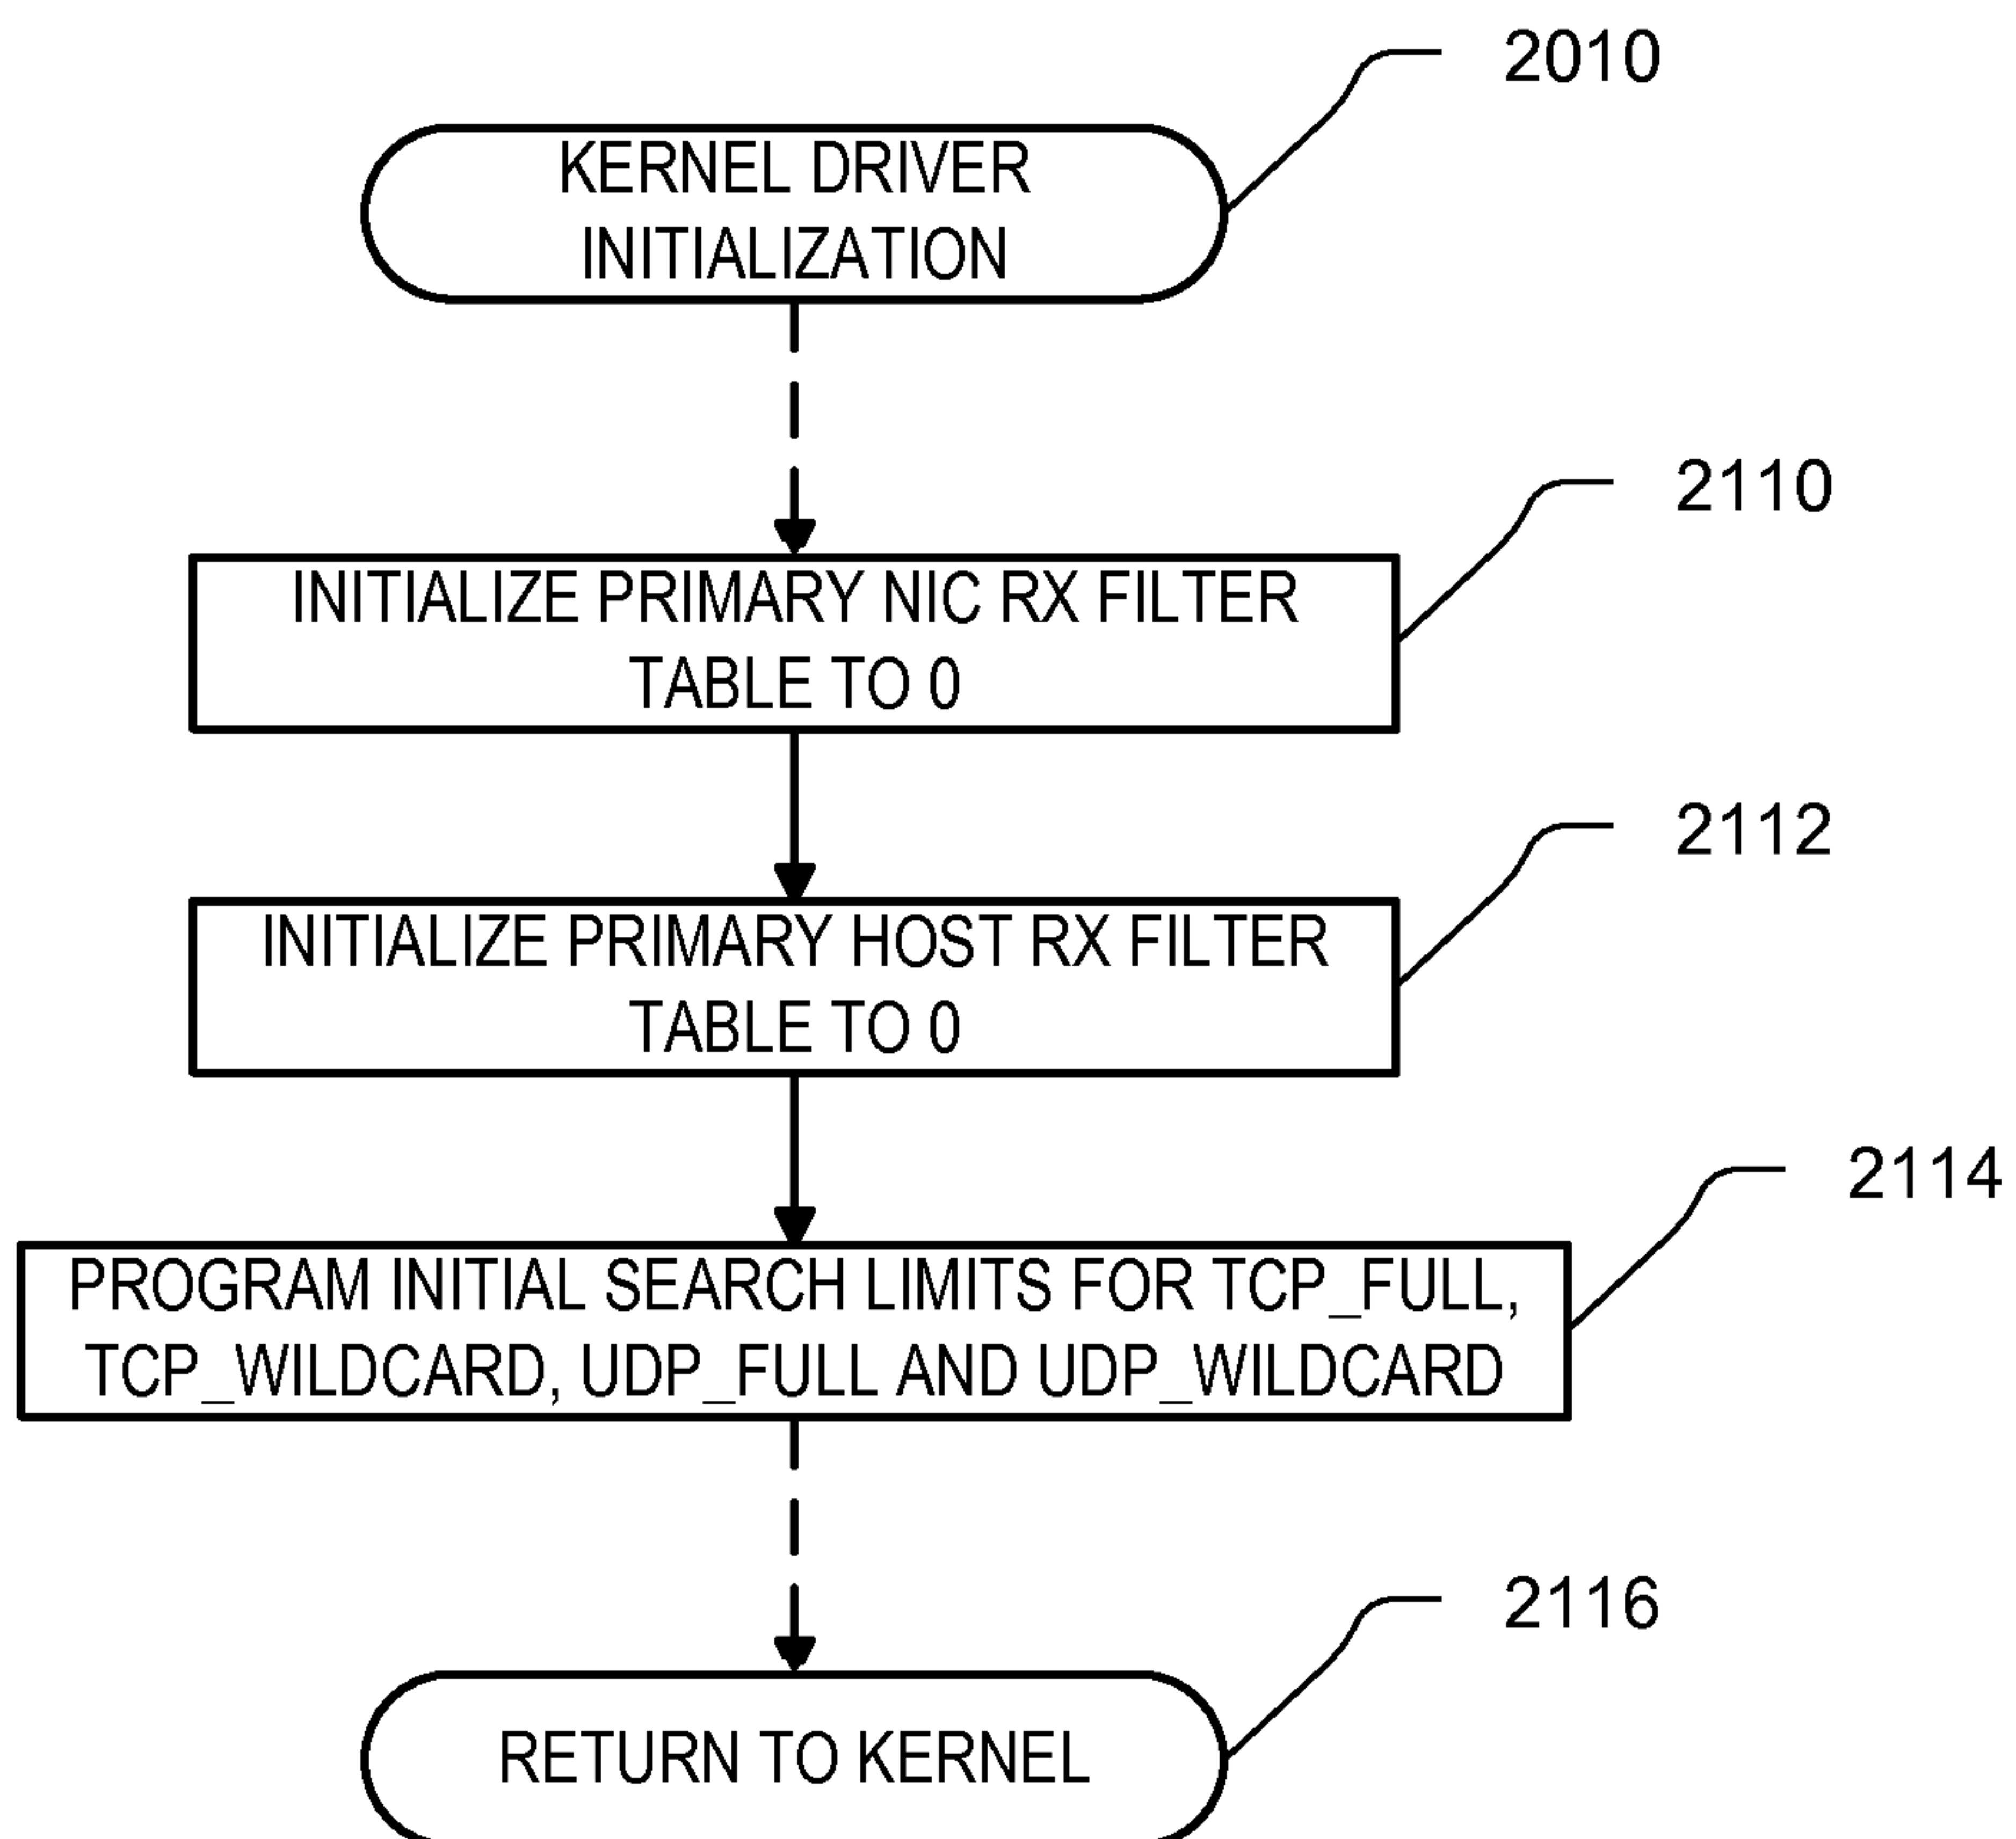 2010
KERNEL DRIVER
INITIALIZATION
2110
INITIALIZE PRIMARY NIC RX FILTER
TABLE TO 0
2112
INITIALIZE PRIMARY HOST RX FILTER
TABLE TO 0
2114
PROGRAM INITIAL SEARCH LIMITS FOR TCP_FULL,
TCP_WILDCARD, UDP_FULL AND UDP_WILDCARD
2116
RETURN TO KERNEL